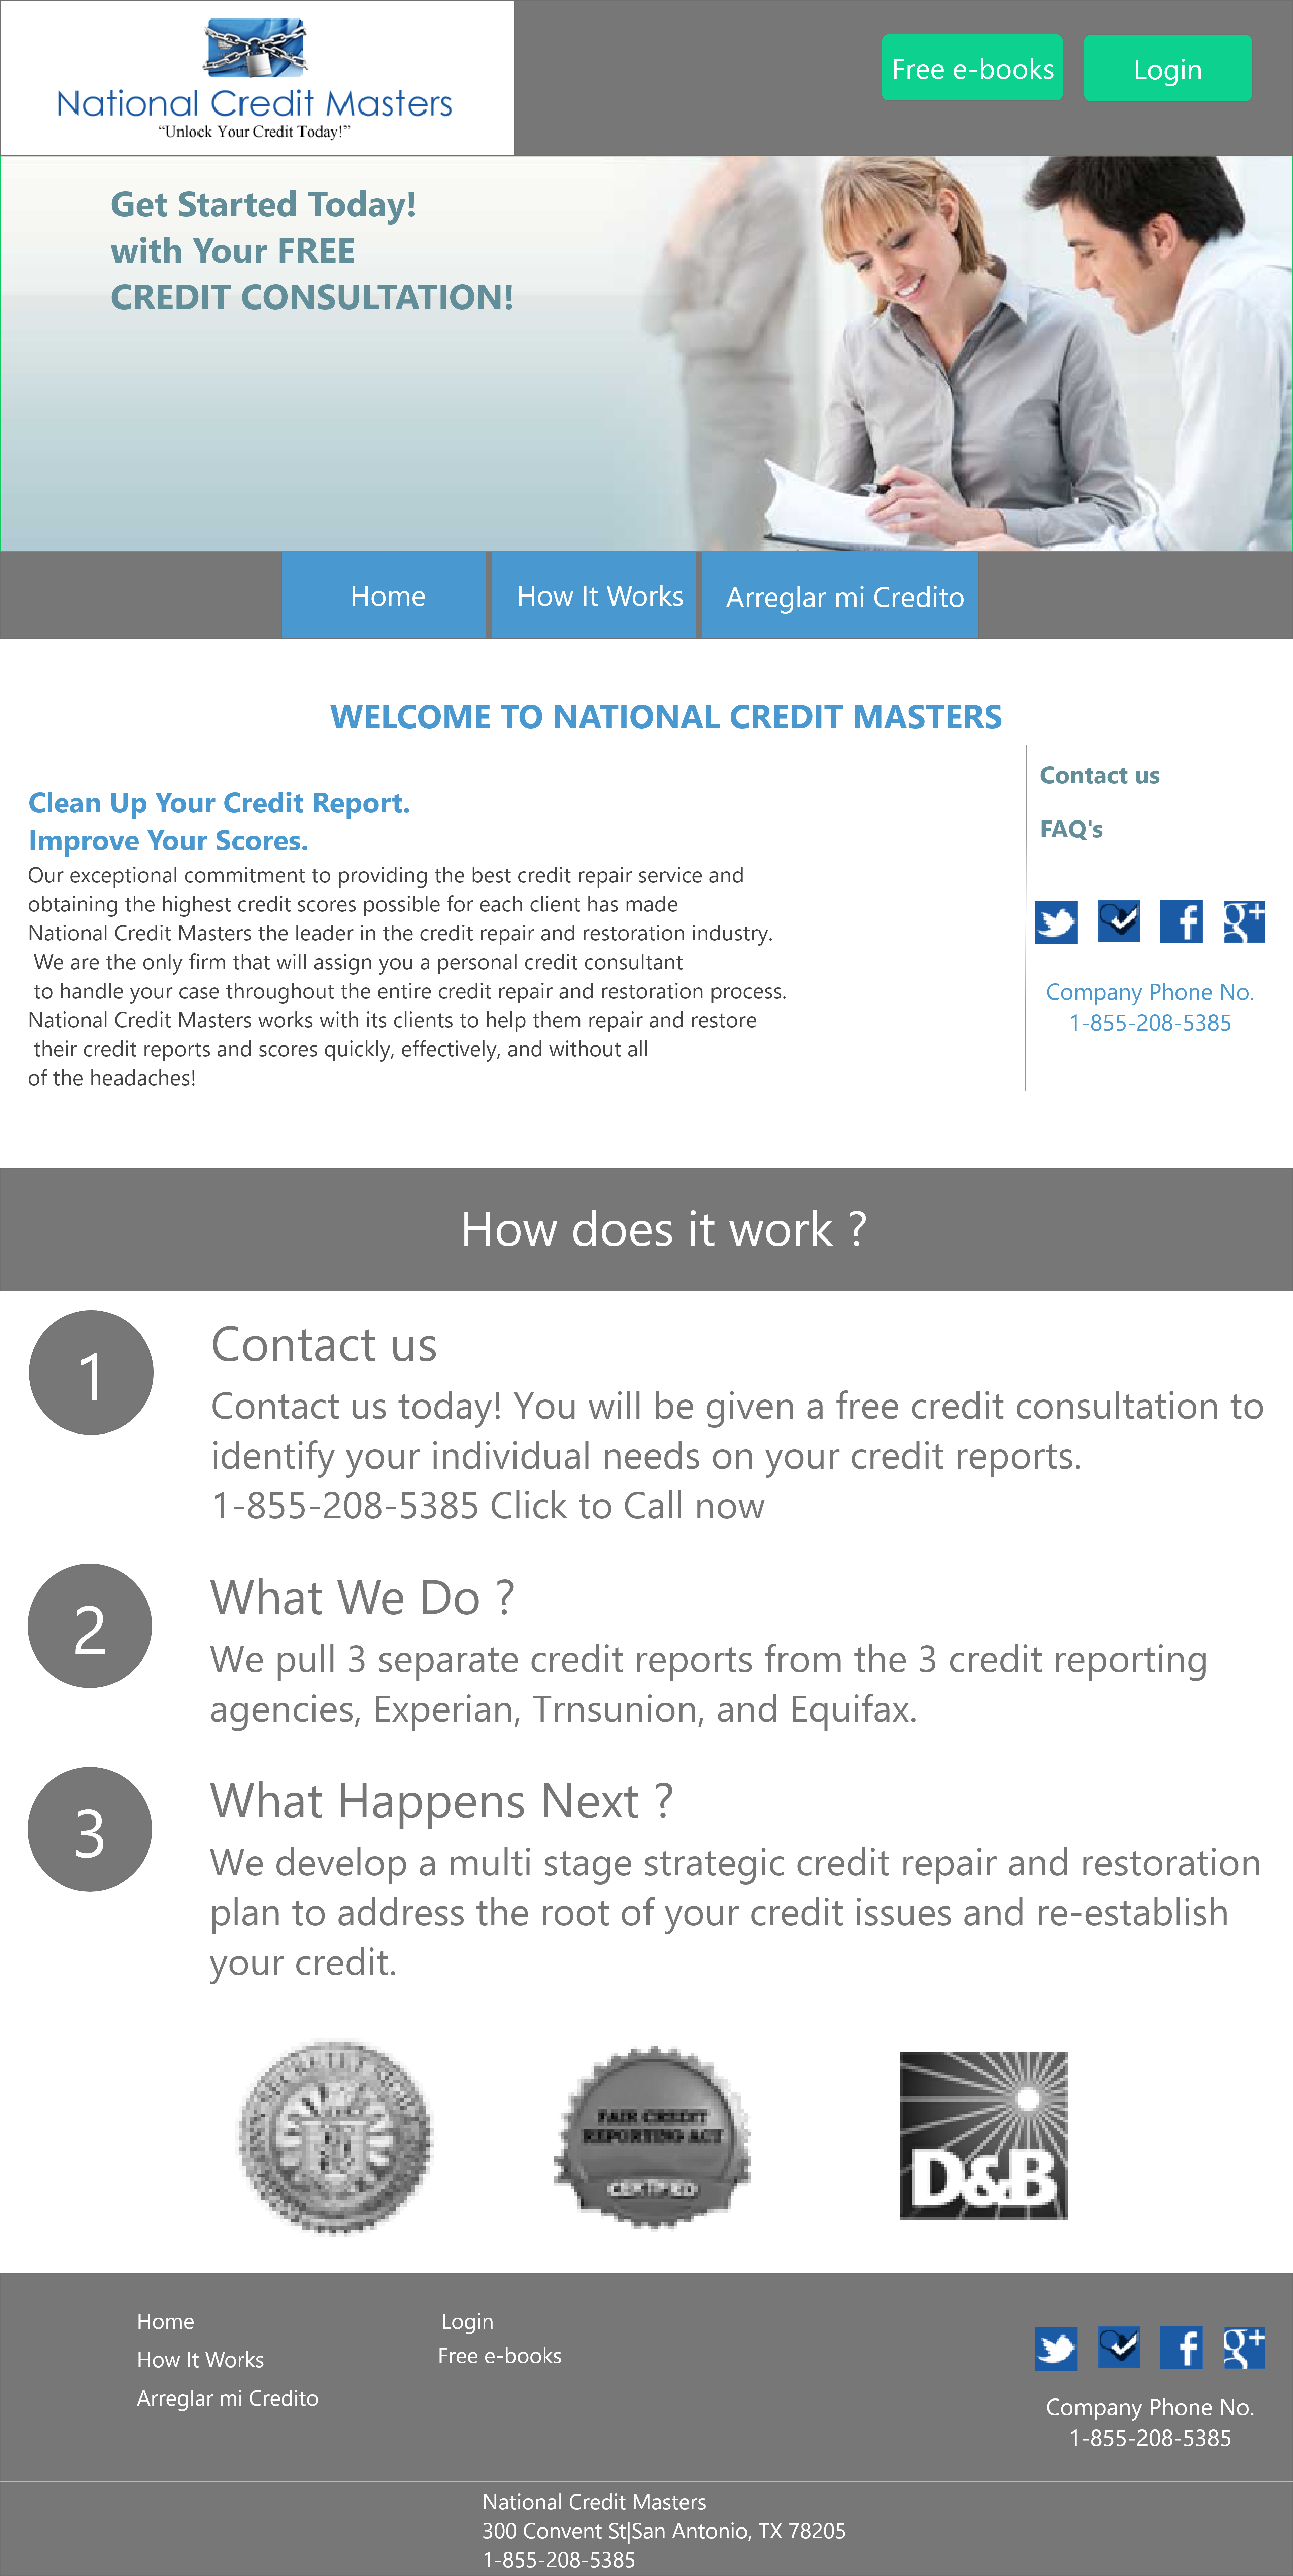 National Credit Masters
“Unlock Your Credit Today!”
Free e-books
Login
Get Started Today!
with Your FREE
CREDIT CONSULTATION!
Home
How It Works
Arreglar mi Credito
WELCOME TO NATIONAL CREDIT MASTERS
Clean Up Your Credit Report.
Improve Your Scores.
Our exceptional commitment to providing the best credit repair service and
obtaining the highest credit scores possible for each client has made
National Credit Masters the leader in the credit repair and restoration industry.
We are the only firm that will assign you a personal credit consultant
to handle your case throughout the entire credit repair and restoration process.
National Credit Masters works with its clients to help them repair and restore
their credit reports and scores quickly, effectively, and without all
of the headaches!
Contact us
FAQ's
f
g+
Company Phone No.
1-855-208-5385
How does it work ?
1
Contact us
Contact us today! You will be given a free credit consultation to
identify your individual needs on your credit reports.
1-855-208-5385 Click to Call now
2
What We Do ?
We pull 3 separate credit reports from the 3 credit reporting
agencies, Experian, Trnsunion, and Equifax.
3
What Happens Next ?
We develop a multi stage strategic credit repair and restoration
plan to address the root of your credit issues and re-establish
your credit.
FAIR CREDIT
REPORTING ACT
CERTIFIED
D&B
Home
How It Works
Arreglar mi Credito
Login
Free e-books
f
g+
Company Phone No.
1-855-208-5385
National Credit Masters
300 Convent St|San Antonio, TX 78205
1-855-208-5385